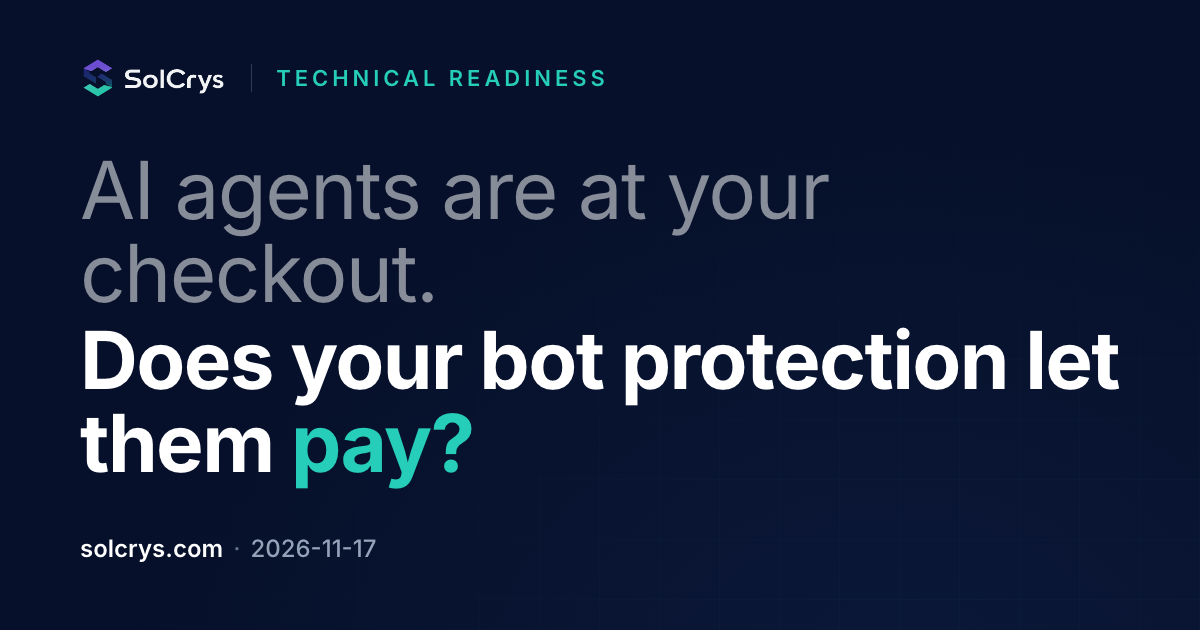 SolCrys
TECHNICAL READINESS
AI agents are at your
checkout.
Does your bot protection let
them pay?
solcrys.com · 2026-11-17